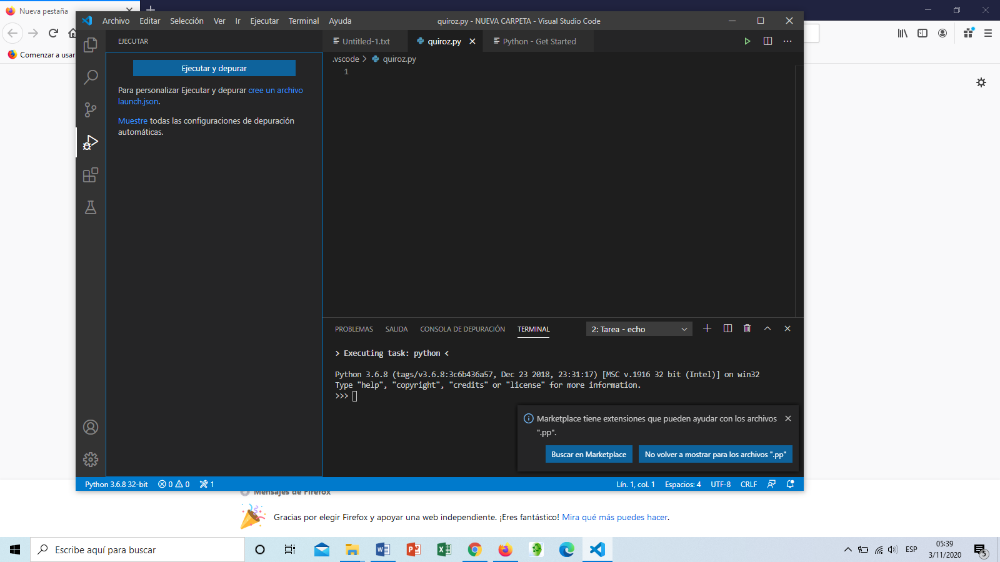 Nueva pestaña
Comenzar a usar
Archivo Editar Selección Ver Ir Ejecutar Terminal Ayuda
quiroz.py - NUEVA CARPETA - Visual Studio Code
EJECUTAR
Untitled-1.txt
quiroz.py
Python - Get Started
.vscode > quiroz.py
1
Ejecutar y depurar
Para personalizar Ejecutar y depurar cree un archivo
launch.json.
Muestre todas las configuraciones de depuración
automáticas.
PROBLEMAS SALIDA CONSOLA DE DEPURACIÓN TERMINAL
2: Tarea - echo
> Executing task: python <
Python 3.6.8 (tags/v3.6.8:3c6b436a57, Dec 23 2018, 23:31:17) [MSC v.1916 32 bit (Intel)] on win32
Type "help", "copyright", "credits" or "license" for more information.
>>>
Marketplace tiene extensiones que pueden ayudar con los archivos
".pp".
Buscar en Marketplace
No volver a mostrar para los archivos ".pp"
Python 3.6.8 32-bit 0 0 1
Lín. 1, col. 1 Espacios: 4 UTF-8 CRLF
Mensajes de Firefox
Gracias por elegir Firefox y apoyar una web independiente. ¡Eres fantástico! Mira qué más puedes hacer.
Escribe aquí para buscar
ESP
05:39
3/11/2020
5